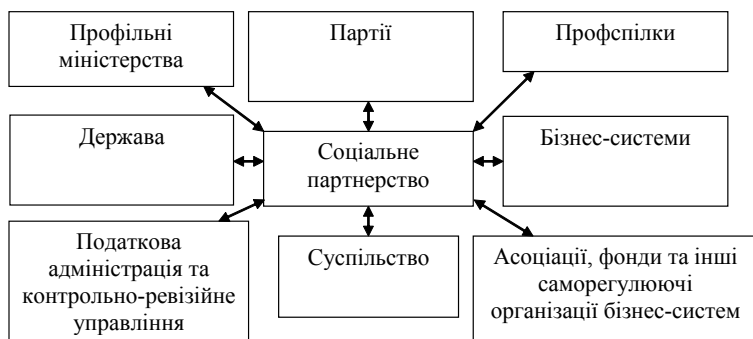 Профільні
міністерства
Партії
Профспілки
Держава
Соціальне
партнерство
Бізнес-системи
Податкова
адміністрація та
контрольно-ревізійне
управління
Суспільство
Асоціації, фонди та інші
саморегулюючі
організації бізнес-систем